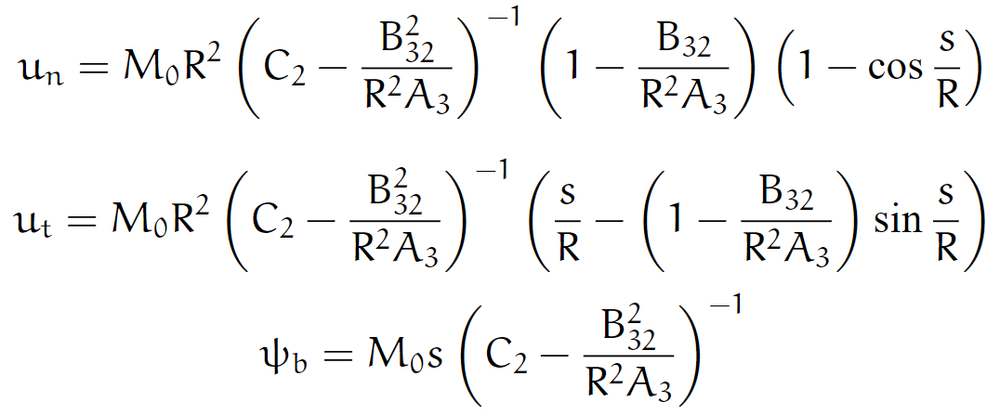 $u_n = M_0 R^2 \left( C_2 - \frac{B_{32}^2}{R^2 A_3} \right)^{-1} \left( 1 - \frac{B_{32}}{R^2 A_3} \right) \left( 1 - \cos \frac{s}{R} \right)$
$u_t = M_0 R^2 \left( C_2 - \frac{B_{32}^2}{R^2 A_3} \right)^{-1} \left( \frac{s}{R} - \left( 1 - \frac{B_{32}}{R^2 A_3} \right) \sin \frac{s}{R} \right)$
$\psi_b = M_0 s \left( C_2 - \frac{B_{32}^2}{R^2 A_3} \right)^{-1}$